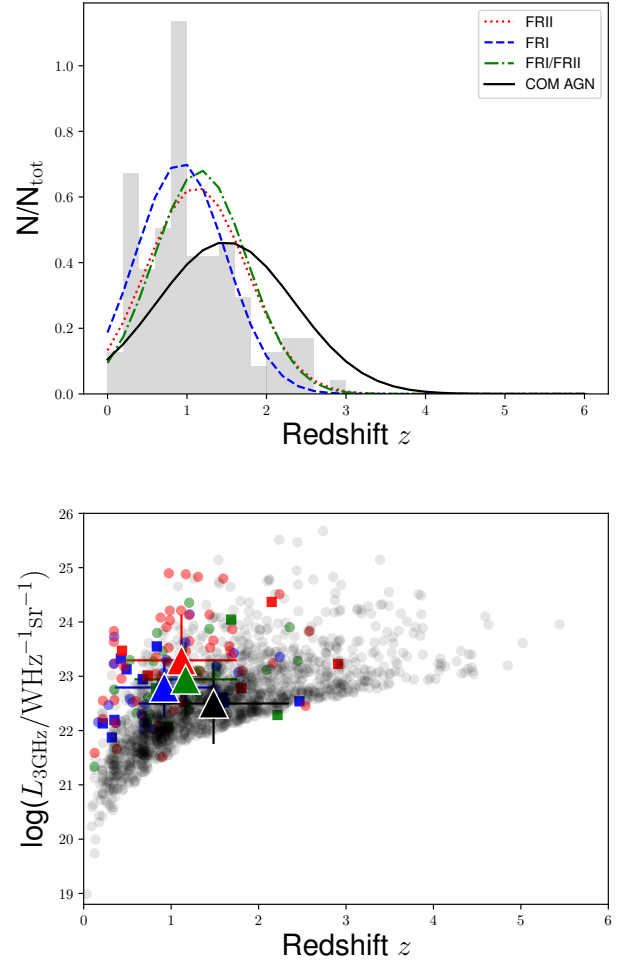 FRII
FRI
FRI/FRII
COM AGN
1.0
0.8
0.6
0.4
0.2
0.0
N/N_tot
0 1 2 3 4 5 6
Redshift z
26
25
24
23
22
21
20
19
log(L_3GHz/WHz⁻¹sr⁻¹)
0 1 2 3 4 5 6
Redshift z